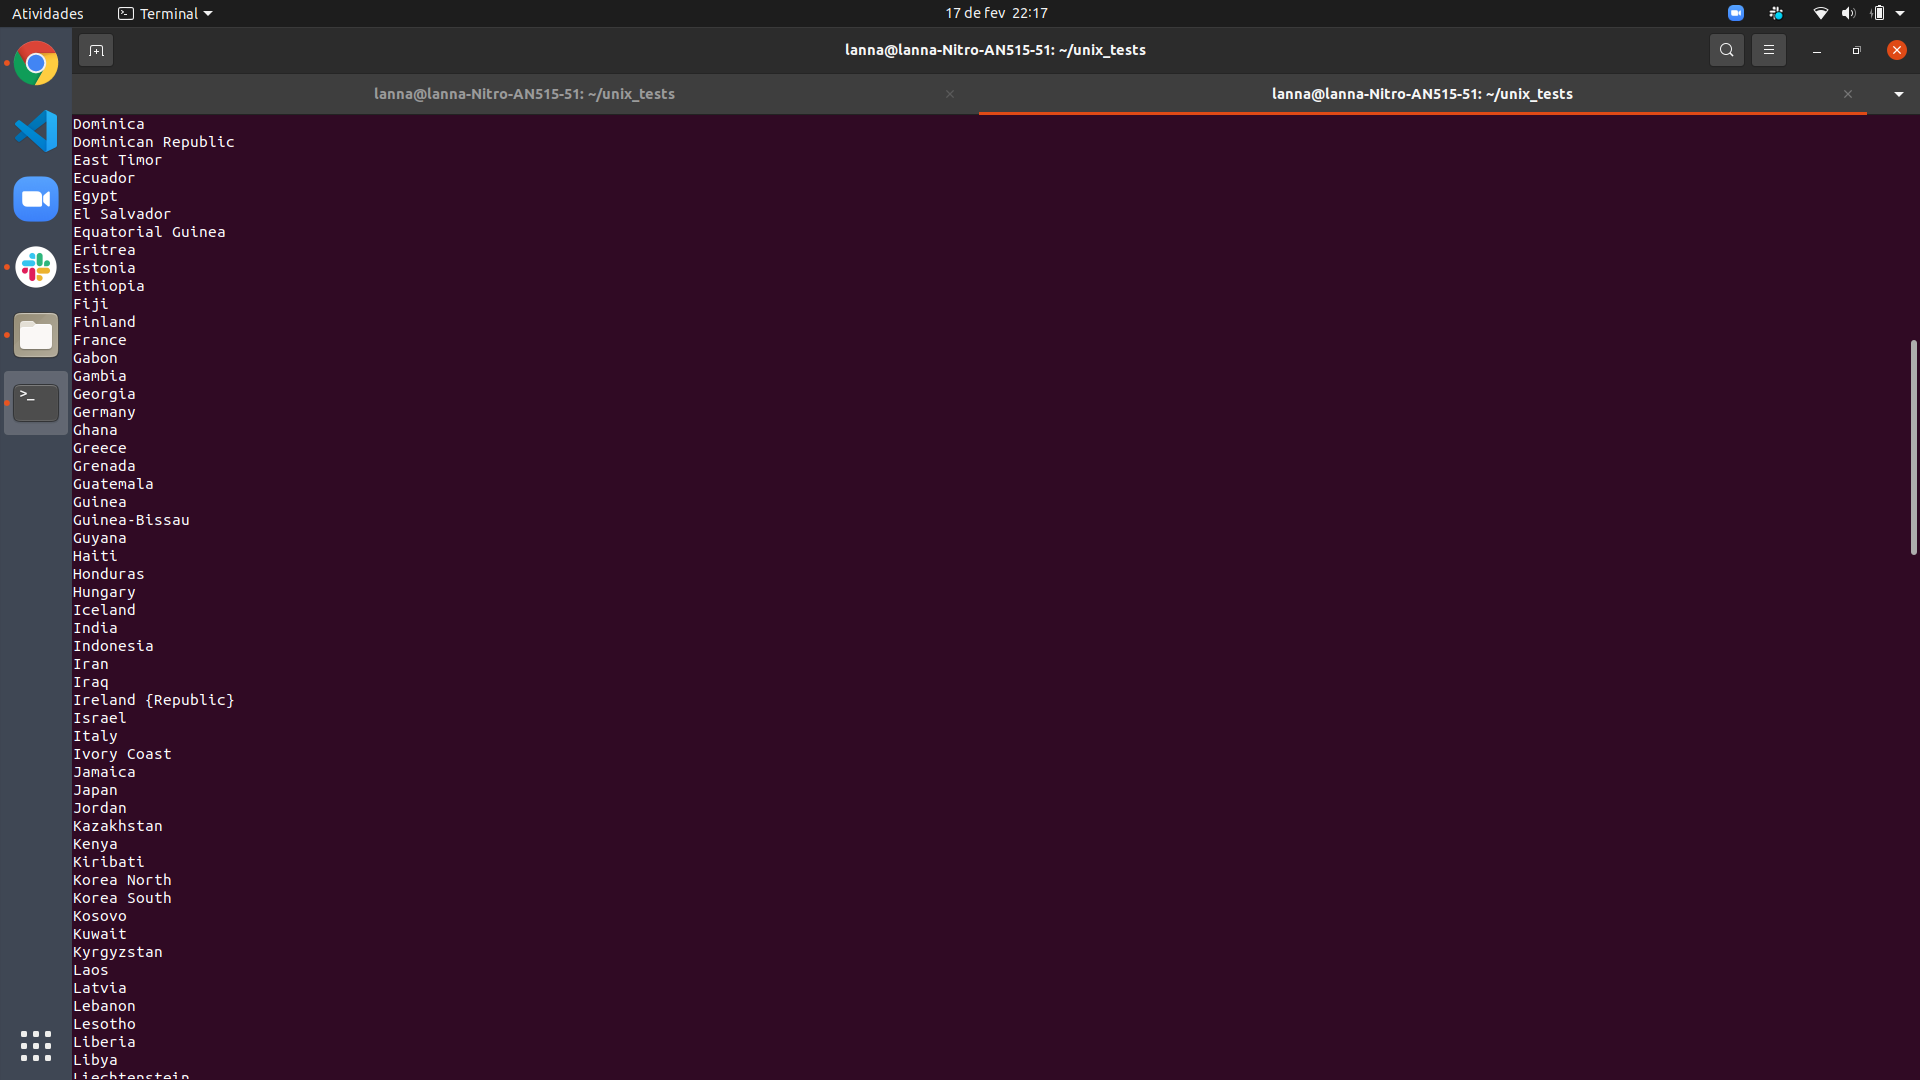 Atividades
Terminal
17 de fev 22:17
lanna@lanna-Nitro-AN515-51: ~/unix_tests
lanna@lanna-Nitro-AN515-51: ~/unix_tests
lanna@lanna-Nitro-AN515-51: ~/unix_tests
Dominica
Dominican Republic
East Timor
Ecuador
Egypt
El Salvador
Equatorial Guinea
Eritrea
Estonia
Ethiopia
Fiji
Finland
France
Gabon
Gambia
Georgia
Germany
Ghana
Greece
Grenada
Guatemala
Guinea
Guinea-Bissau
Guyana
Haiti
Honduras
Hungary
Iceland
India
Indonesia
Iran
Iraq
Ireland {Republic}
Israel
Italy
Ivory Coast
Jamaica
Japan
Jordan
Kazakhstan
Kenya
Kiribati
Korea North
Korea South
Kosovo
Kuwait
Kyrgyzstan
Laos
Latvia
Lebanon
Lesotho
Liberia
Libya
Liechtenstein